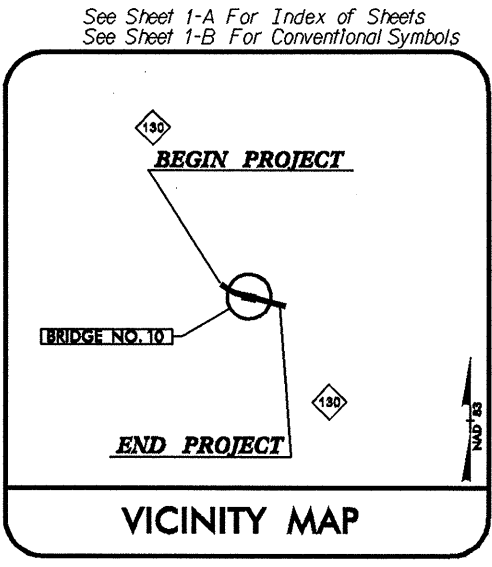 See Sheet 1-A For Index of Sheets
See Sheet 1-B For Conventional Symbols
130
BEGIN PROJECT
BRIDGE NO. 10
130
END PROJECT
NAD '83
VICINITY MAP